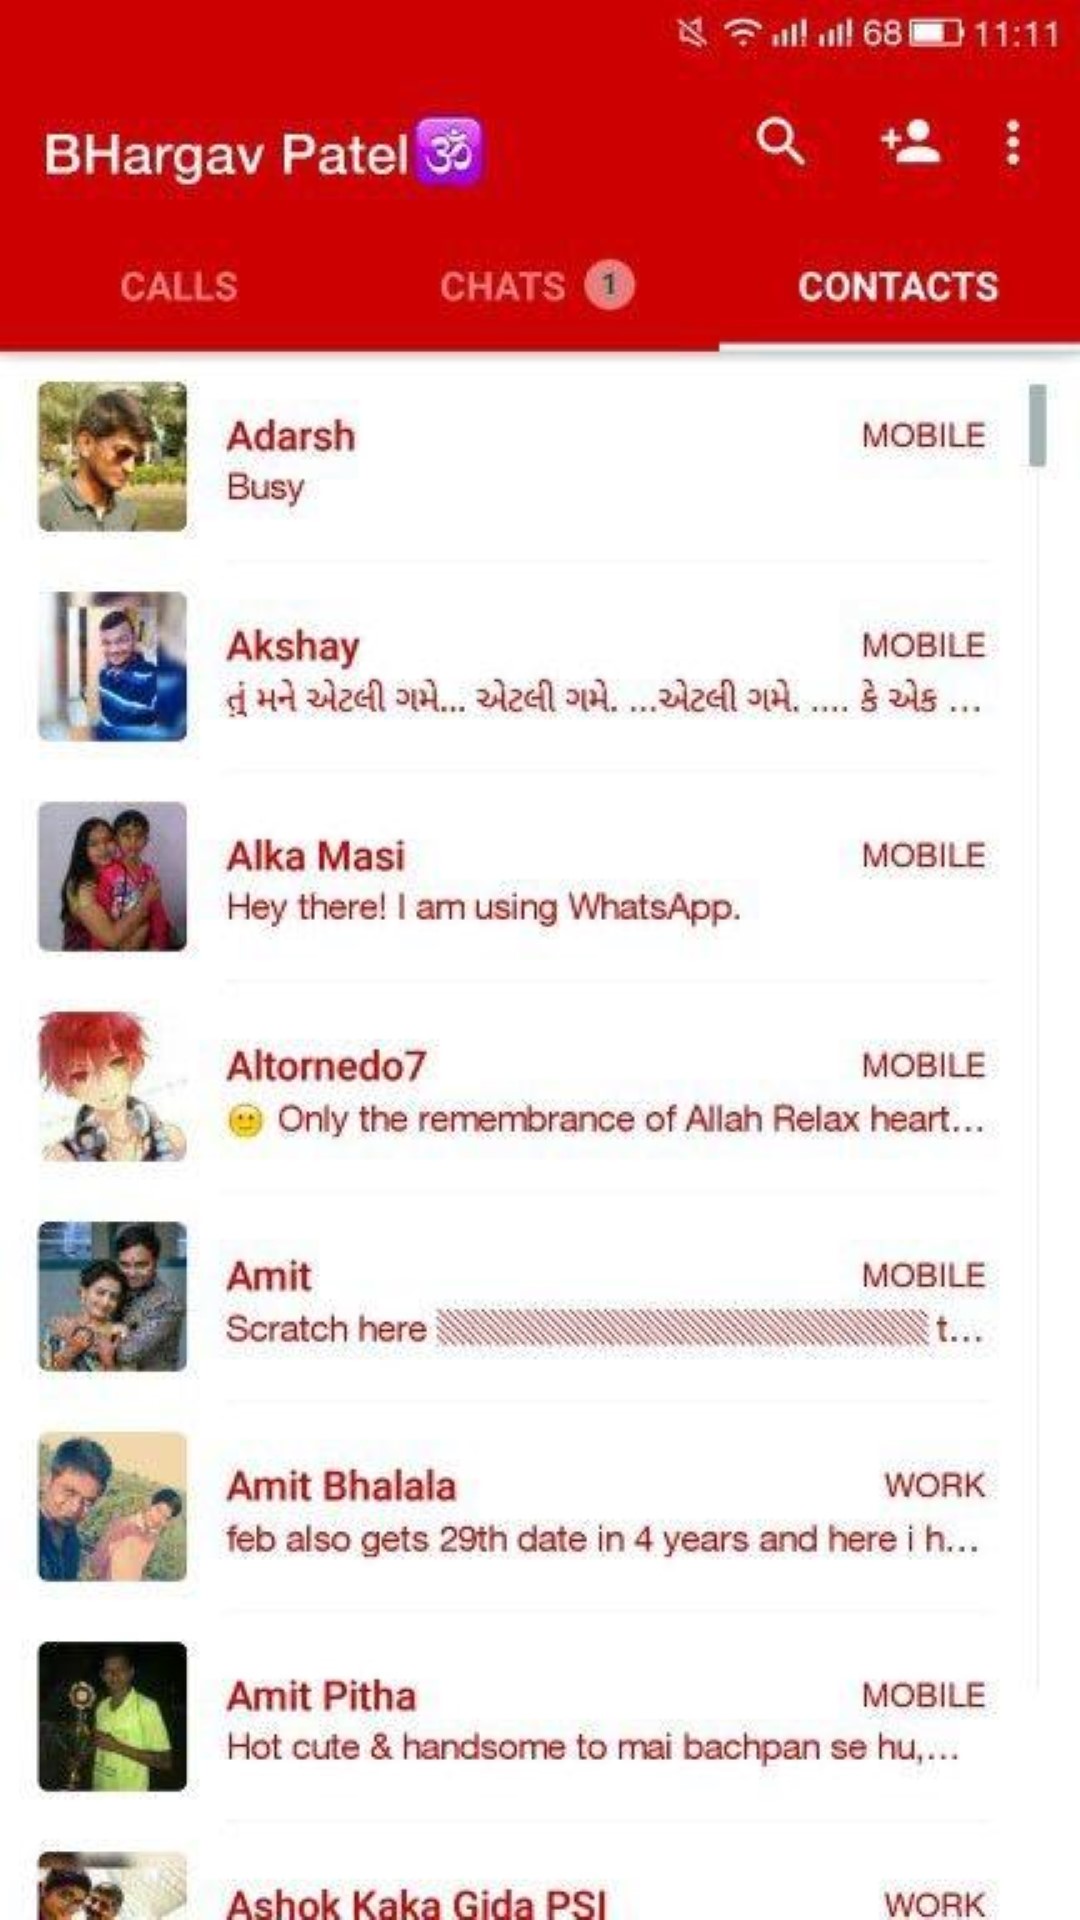 68 11:11
BHargav Patel🕉
CALLS CHATS 1 CONTACTS
Adarsh MOBILE
Busy
Akshay MOBILE
તું મને એટલી ગમે... એટલી ગમે. ...એટલી ગમે. .... કે એક ...
Alka Masi MOBILE
Hey there! I am using WhatsApp.
Altornedo7 MOBILE
🙂 Only the remembrance of Allah Relax heart...
Amit MOBILE
Scratch here ▨▨▨▨▨▨▨▨▨▨▨▨ t...
Amit Bhalala WORK
feb also gets 29th date in 4 years and here i h...
Amit Pitha MOBILE
Hot cute & handsome to mai bachpan se hu,...
Ashok Kaka Gida PSI WORK